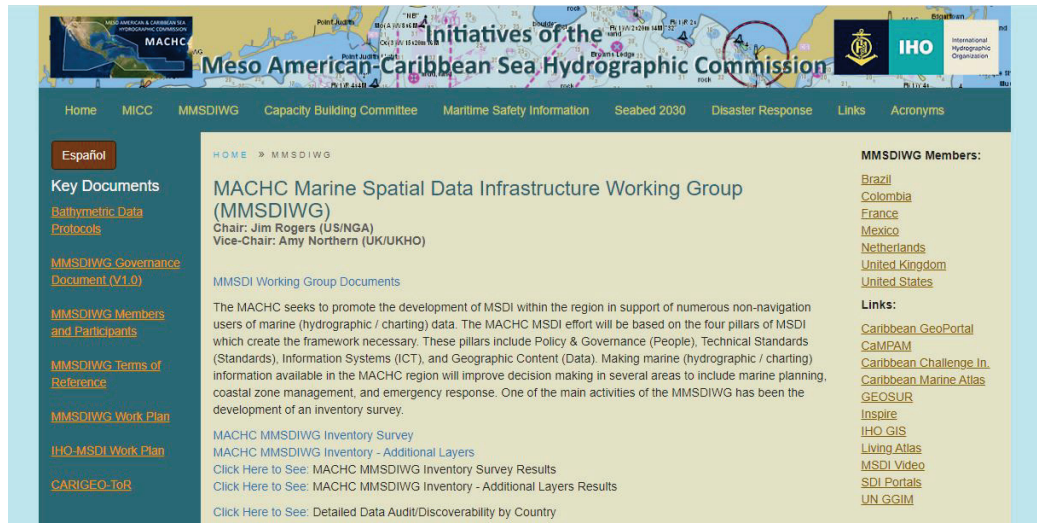 MESO AMERICAN & CARIBBEAN SEA
HYDROGRAPHIC COMMISSION
MACHC
Initiatives of the
Meso American-Caribbean Sea Hydrographic Commission
IHO
International
Hydrographic
Organization
Home MICC MMSDIWG Capacity Building Committee Maritime Safety Information Seabed 2030 Disaster Response Links Acronyms
Español
Key Documents
Bathymetric Data
Protocols
MMSDIWG Governance
Document (V1.0)
MMSDIWG Members
and Participants
MMSDIWG Terms of
Reference
MMSDIWG Work Plan
IHO-MSDI Work Plan
CARIGEO-ToR
HOME » MMSDIWG
MACHC Marine Spatial Data Infrastructure Working Group
(MMSDIWG)
Chair: Jim Rogers (US/NGA)
Vice-Chair: Amy Northern (UK/UKHO)
MMSDI Working Group Documents
The MACHC seeks to promote the development of MSDI within the region in support of numerous non-navigation
users of marine (hydrographic / charting) data. The MACHC MSDI effort will be based on the four pillars of MSDI
which create the framework necessary. These pillars include Policy & Governance (People), Technical Standards
(Standards), Information Systems (ICT), and Geographic Content (Data). Making marine (hydrographic / charting)
information available in the MACHC region will improve decision making in several areas to include marine planning,
coastal zone management, and emergency response. One of the main activities of the MMSDIWG has been the
development of an inventory survey.
MACHC MMSDIWG Inventory Survey
MACHC MMSDIWG Inventory - Additional Layers
Click Here to See: MACHC MMSDIWG Inventory Survey Results
Click Here to See: MACHC MMSDIWG Inventory - Additional Layers Results
Click Here to See: Detailed Data Audit/Discoverability by Country
MMSDIWG Members:
Brazil
Colombia
France
Mexico
Netherlands
United Kingdom
United States
Links:
Caribbean GeoPortal
CaMPAM
Caribbean Challenge In.
Caribbean Marine Atlas
GEOSUR
Inspire
IHO GIS
Living Atlas
MSDI Video
SDI Portals
UN GGIM